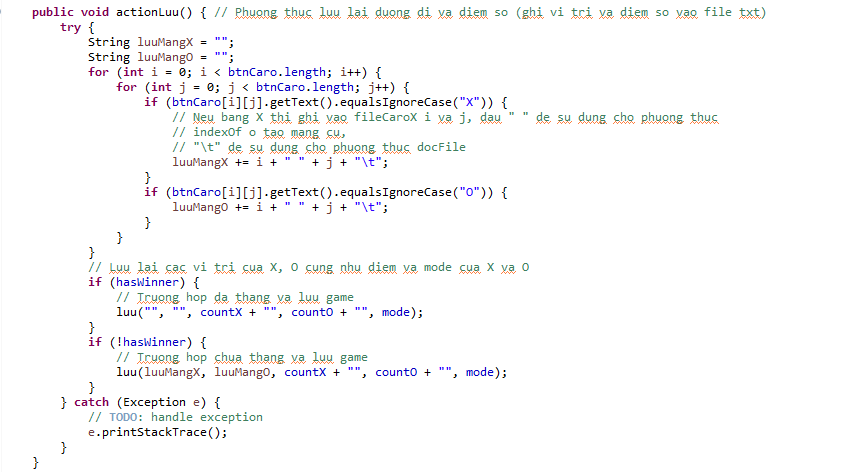 public void actionLuu() { // Phuong thuc luu lai duong di va diem so (ghi vi tri va diem so vao file txt)
try {
String luuMangX = "";
String luuMangO = "";
for (int i = 0; i < btnCaro.length; i++) {
for (int j = 0; j < btnCaro.length; j++) {
if (btnCaro[i][j].getText().equalsIgnoreCase("X")) {
// Neu bang X thi ghi vao fileCaroX i va j, dau " " de su dung cho phuong thuc
// indexOf o tao mang cu,
// "\t" de su dung cho phuong thuc docFile
luuMangX += i + " " + j + "\t";
}
if (btnCaro[i][j].getText().equalsIgnoreCase("O")) {
luuMangO += i + " " + j + "\t";
}
}
}
// Luu lai cac vi tri cua X, O cung nhu diem va mode cua X va O
if (hasWinner) {
// Truong hop da thang va luu game
luu("", "", countX + "", countO + "", mode);
}
if (!hasWinner) {
// Truong hop chua thang va luu game
luu(luuMangX, luuMangO, countX + "", countO + "", mode);
}
} catch (Exception e) {
// TODO: handle exception
e.printStackTrace();
}
}